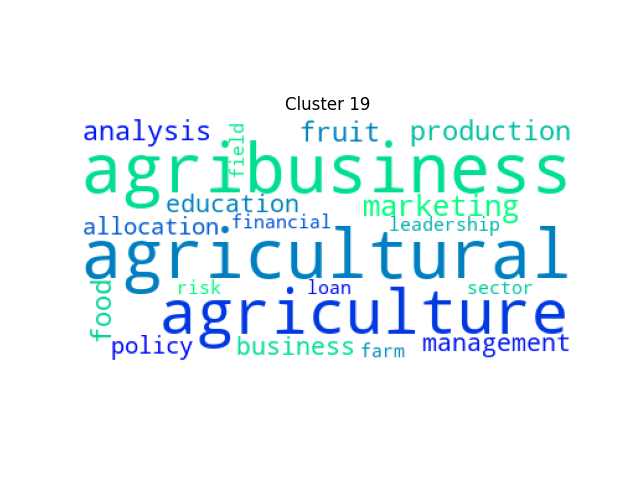 Cluster 19
analysis field fruit production
agribusiness
education marketing
allocation financial leadership
agricultural
food risk loan sector
agriculture
policy business farm management